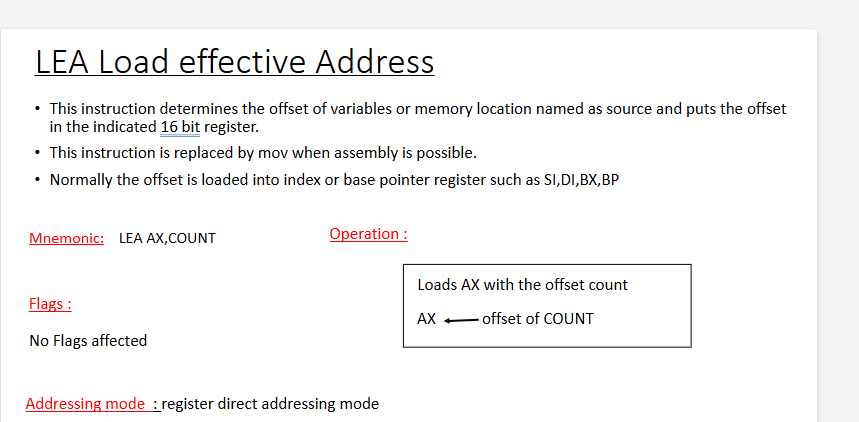 LEA Load effective Address
• This instruction determines the offset of variables or memory location named as source and puts the offset
in the indicated 16 bit register.
• This instruction is replaced by mov when assembly is possible.
• Normally the offset is loaded into index or base pointer register such as SI,DI,BX,BP
Mnemonic: LEA AX,COUNT
Operation :
Loads AX with the offset count
AX ← offset of COUNT
Flags :
No Flags affected
Addressing mode : register direct addressing mode